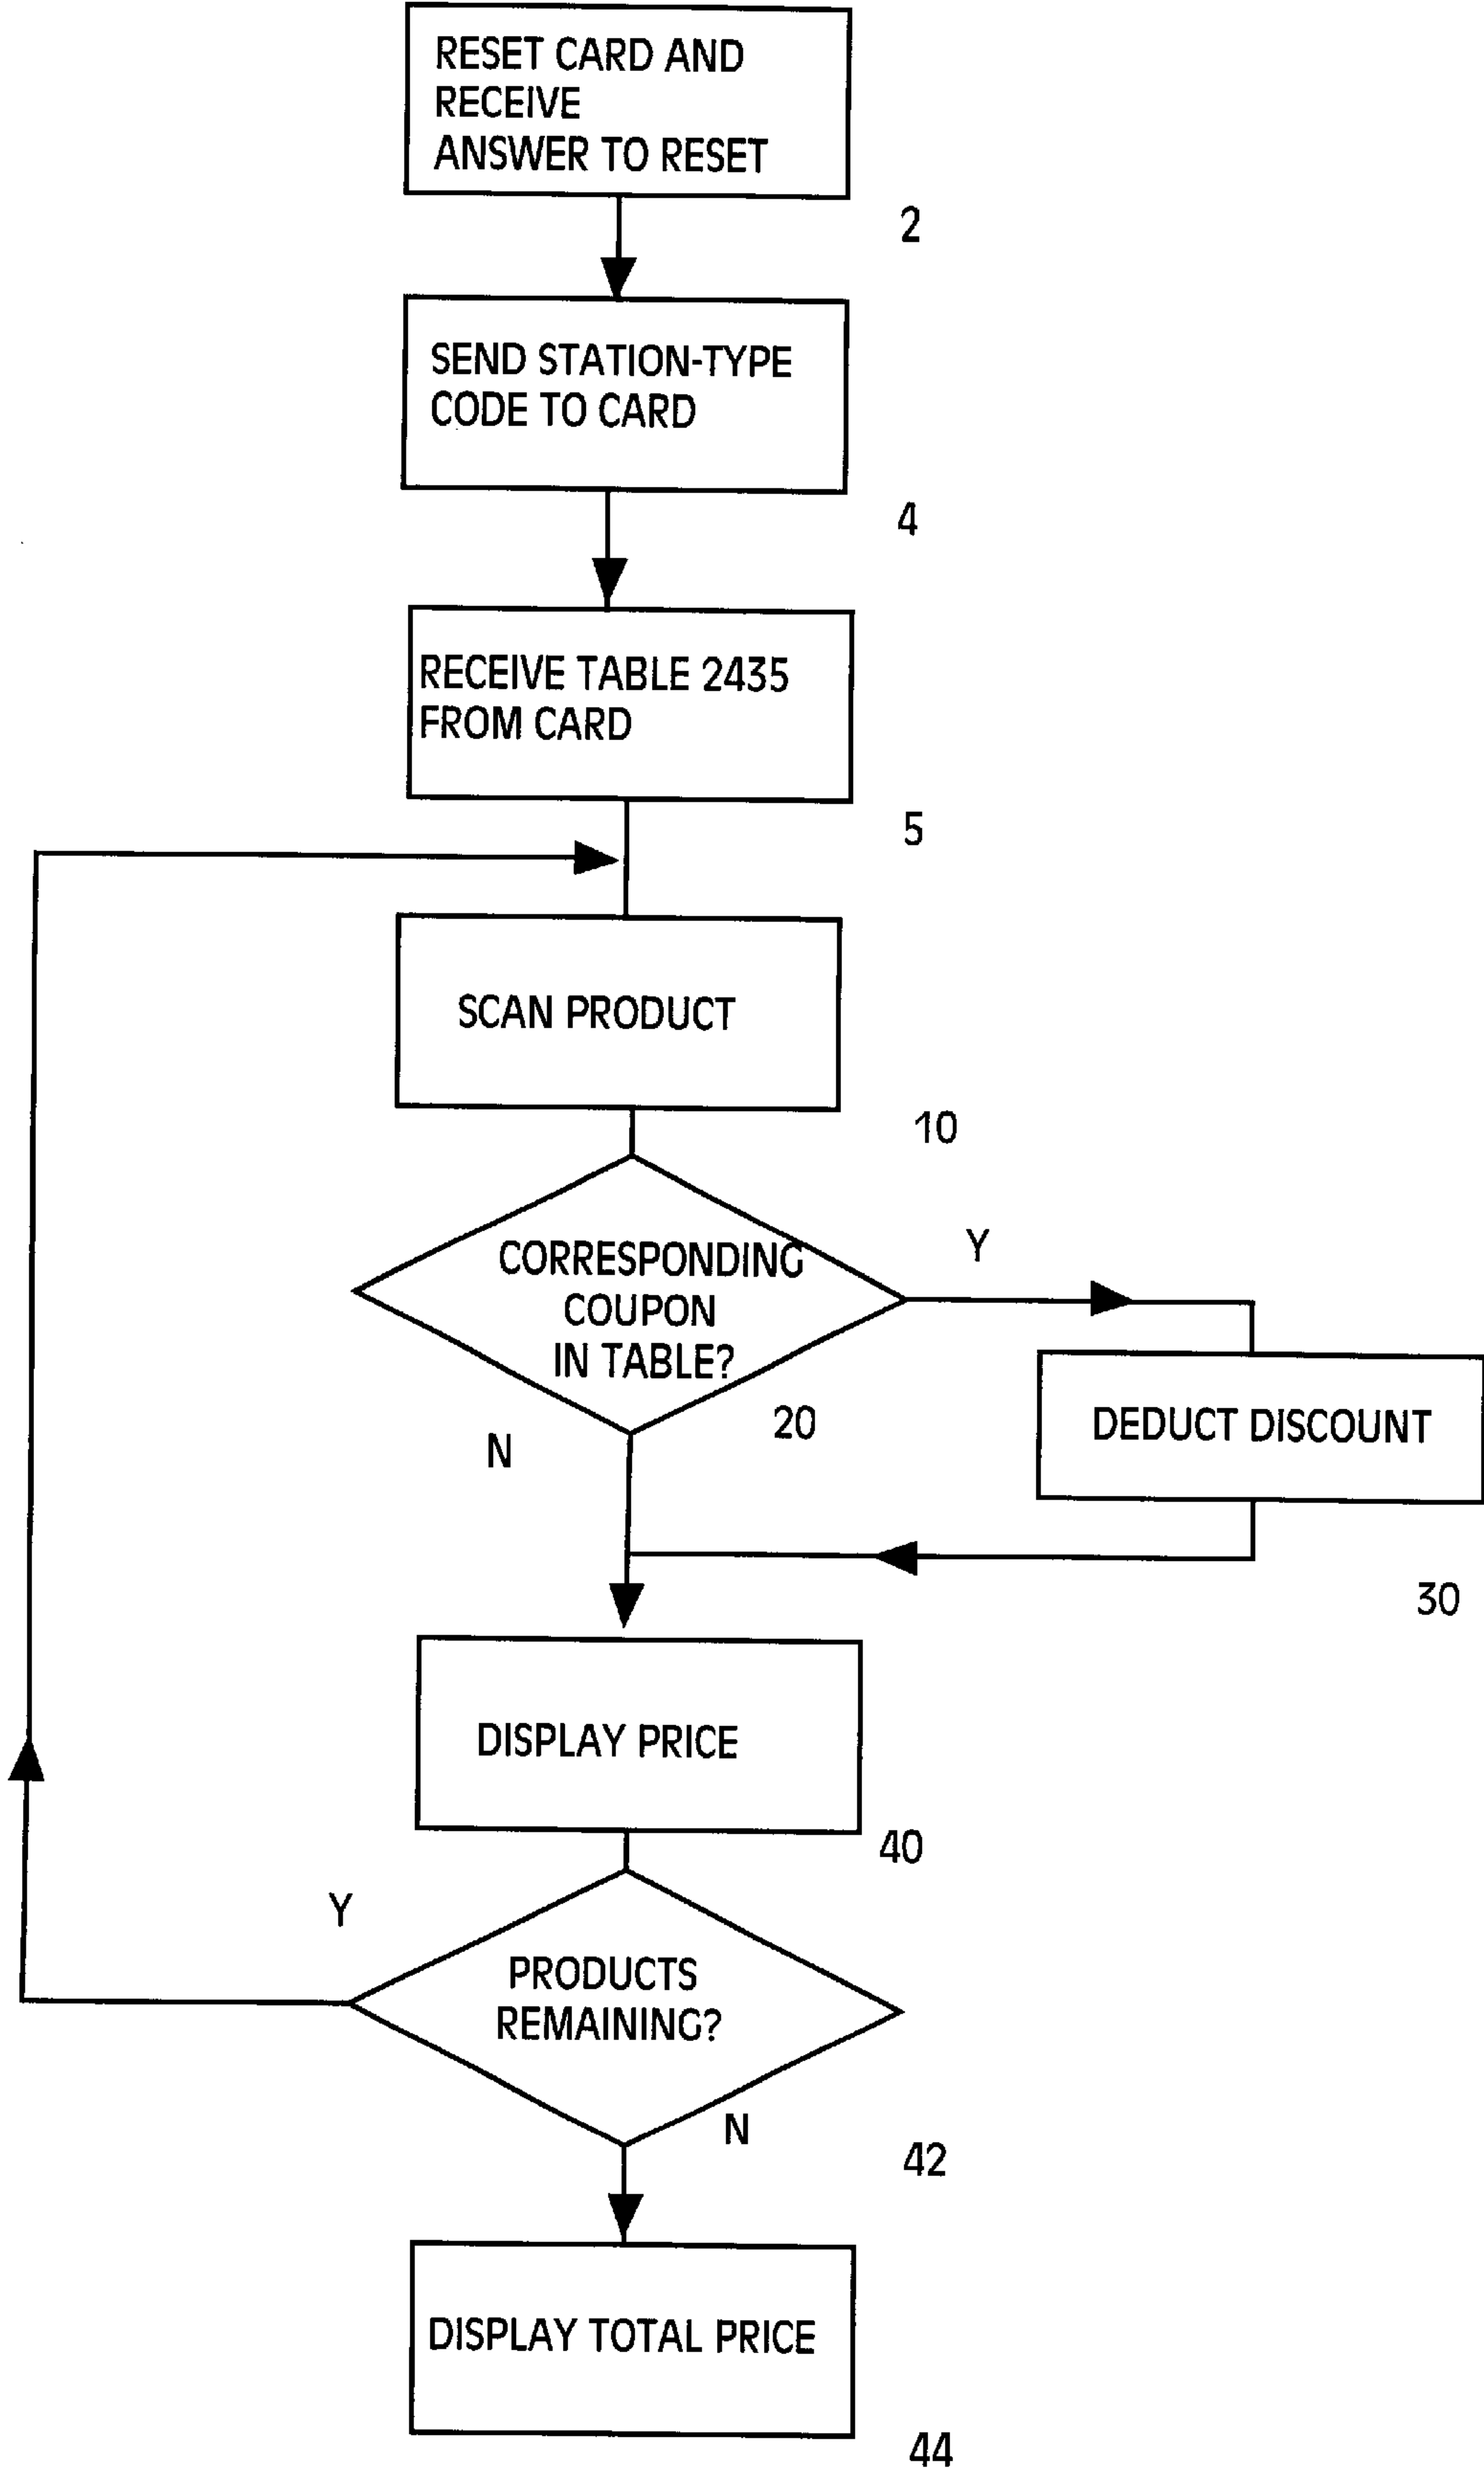 RESET CARD AND
RECEIVE
ANSWER TO RESET
2
SEND STATION-TYPE
CODE TO CARD
4
RECEIVE TABLE 2435
FROM CARD
5
SCAN PRODUCT
10
CORRESPONDING
COUPON
IN TABLE?
Y
20
N
DEDUCT DISCOUNT
30
DISPLAY PRICE
40
Y
PRODUCTS
REMAINING?
N
42
DISPLAY TOTAL PRICE
44